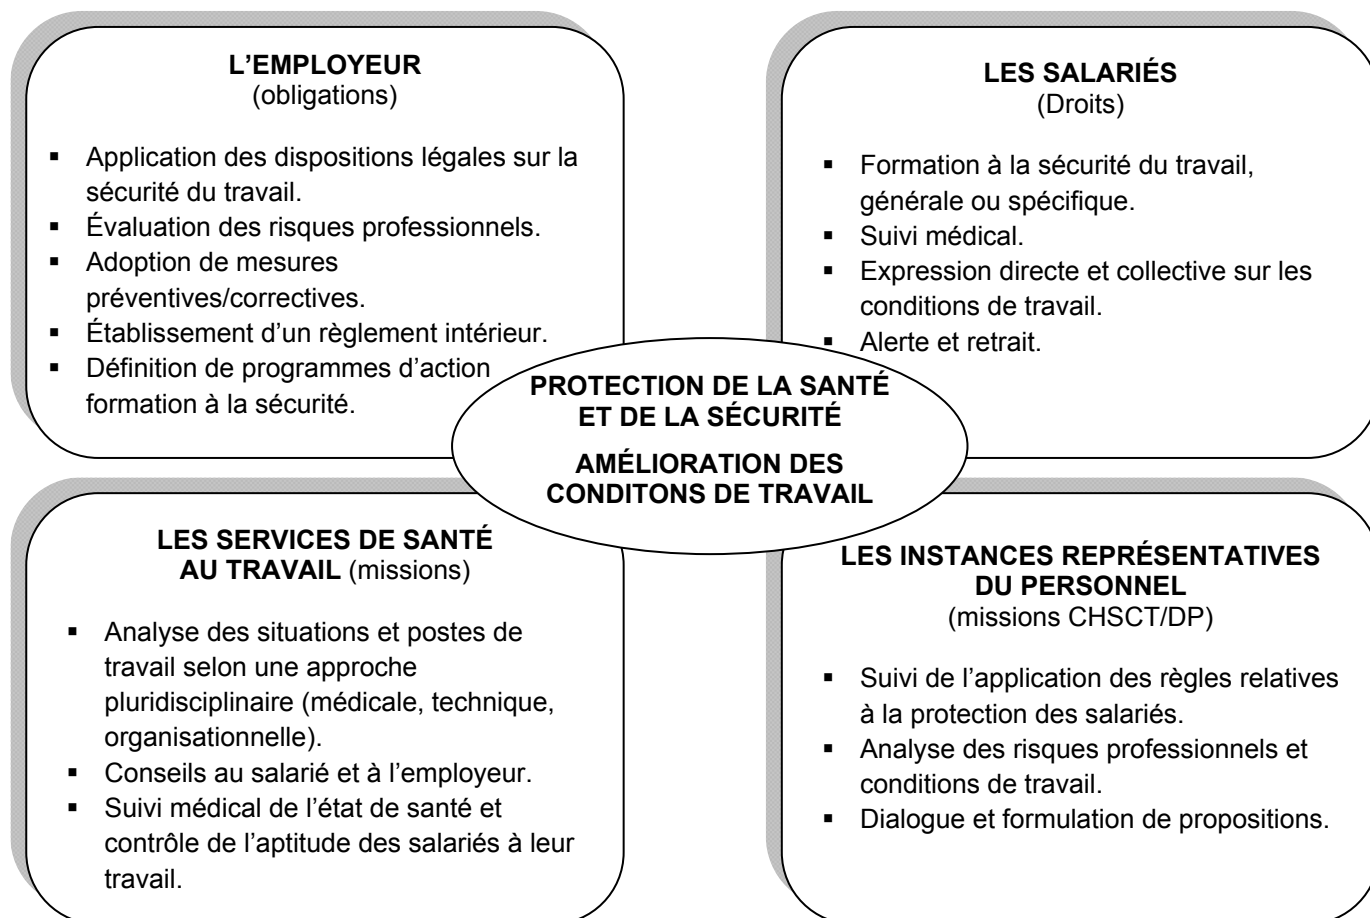 L’EMPLOYEUR
(obligations)
▪ Application des dispositions légales sur la
sécurité du travail.
▪ Évaluation des risques professionnels.
▪ Adoption de mesures
préventives/correctives.
▪ Établissement d’un règlement intérieur.
▪ Définition de programmes d’action
formation à la sécurité.
LES SALARIÉS
(Droits)
▪ Formation à la sécurité du travail,
générale ou spécifique.
▪ Suivi médical.
▪ Expression directe et collective sur les
conditions de travail.
▪ Alerte et retrait.
PROTECTION DE LA SANTÉ
ET DE LA SÉCURITÉ
AMÉLIORATION DES
CONDITONS DE TRAVAIL
LES SERVICES DE SANTÉ
AU TRAVAIL (missions)
▪ Analyse des situations et postes de
travail selon une approche
pluridisciplinaire (médicale, technique,
organisationnelle).
▪ Conseils au salarié et à l’employeur.
▪ Suivi médical de l’état de santé et
contrôle de l’aptitude des salariés à leur
travail.
LES INSTANCES REPRÉSENTATIVES
DU PERSONNEL
(missions CHSCT/DP)
▪ Suivi de l’application des règles relatives
à la protection des salariés.
▪ Analyse des risques professionnels et
conditions de travail.
▪ Dialogue et formulation de propositions.